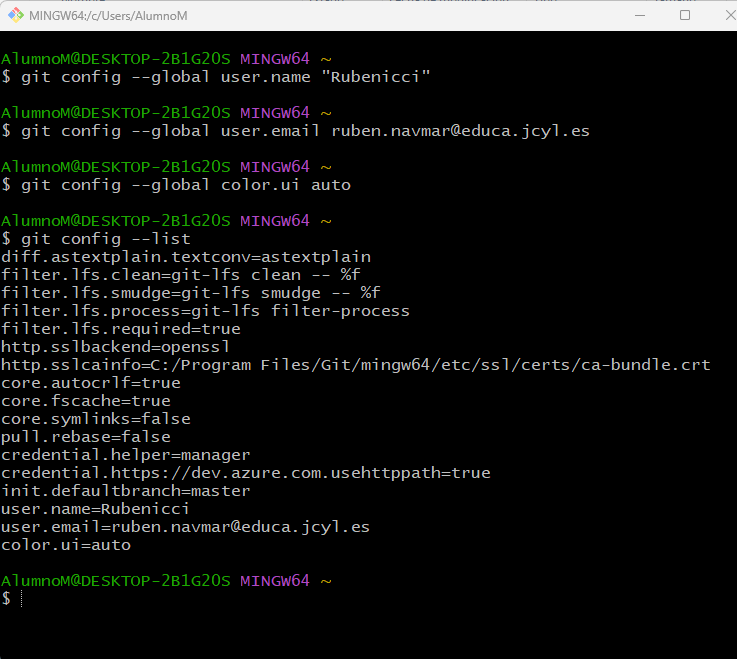 MINGW64:/c/Users/AlumnoM
AlumnoM@DESKTOP-2B1G2OS MINGW64 ~
$ git config --global user.name "Rubenicci"
AlumnoM@DESKTOP-2B1G2OS MINGW64 ~
$ git config --global user.email ruben.navmar@educa.jcyl.es
AlumnoM@DESKTOP-2B1G2OS MINGW64 ~
$ git config --global color.ui auto
AlumnoM@DESKTOP-2B1G2OS MINGW64 ~
$ git config --list
diff.astextplain.textconv=astextplain
filter.lfs.clean=git-lfs clean -- %f
filter.lfs.smudge=git-lfs smudge -- %f
filter.lfs.process=git-lfs filter-process
filter.lfs.required=true
http.sslbackend=openssl
http.sslcainfo=C:/Program Files/Git/mingw64/etc/ssl/certs/ca-bundle.crt
core.autocrlf=true
core.fscache=true
core.symlinks=false
pull.rebase=false
credential.helper=manager
credential.https://dev.azure.com.usehttppath=true
init.defaultbranch=master
user.name=Rubenicci
user.email=ruben.navmar@educa.jcyl.es
color.ui=auto
AlumnoM@DESKTOP-2B1G2OS MINGW64 ~
$